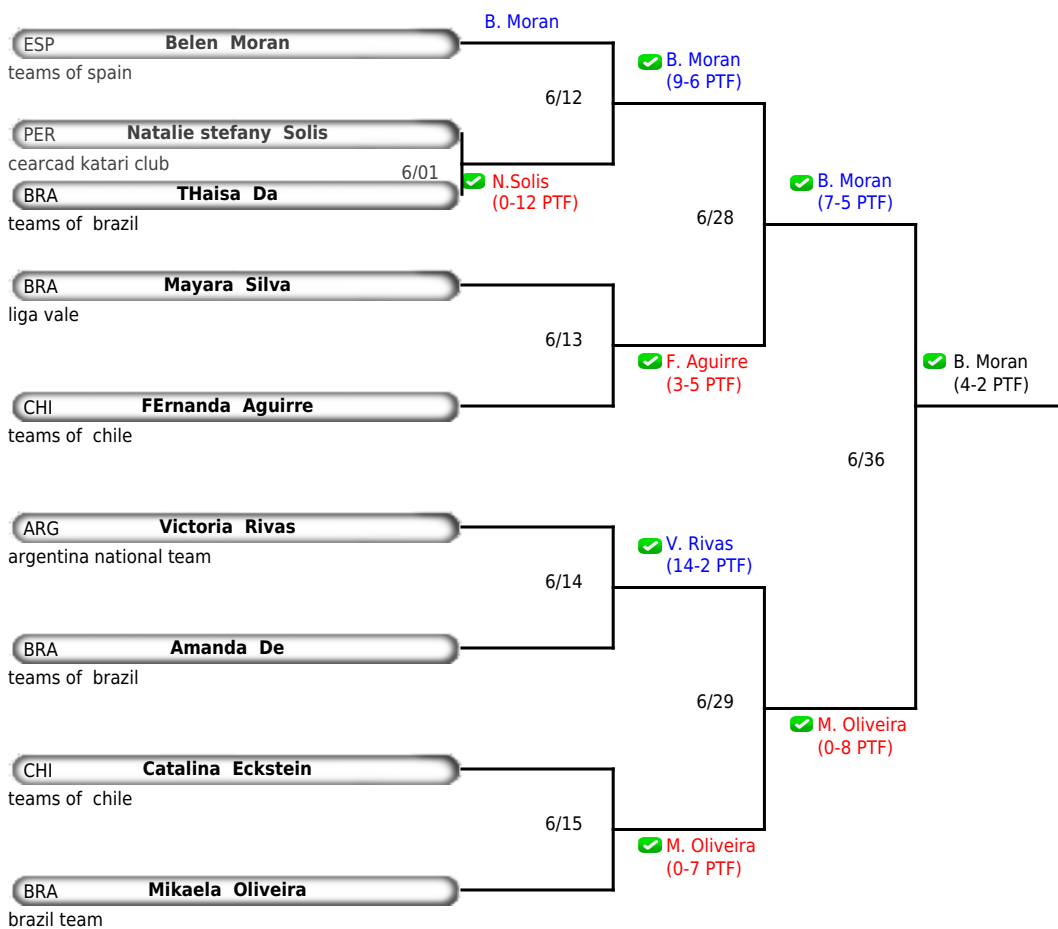 B. Moran
ESP Belen Moran
teams of spain
B. Moran
(9-6 PTF)
6/12
PER Natalie stefany Solis
cearcad katari club
6/01
N.Solis
(0-12 PTF)
BRA THaisa Da
teams of brazil
B. Moran
(7-5 PTF)
6/28
BRA Mayara Silva
liga vale
6/13
F. Aguirre
(3-5 PTF)
B. Moran
(4-2 PTF)
CHI FErnanda Aguirre
teams of chile
6/36
ARG Victoria Rivas
argentina national team
V. Rivas
(14-2 PTF)
6/14
BRA Amanda De
teams of brazil
6/29
M. Oliveira
(0-8 PTF)
CHI Catalina Eckstein
teams of chile
6/15
M. Oliveira
(0-7 PTF)
BRA Mikaela Oliveira
brazil team